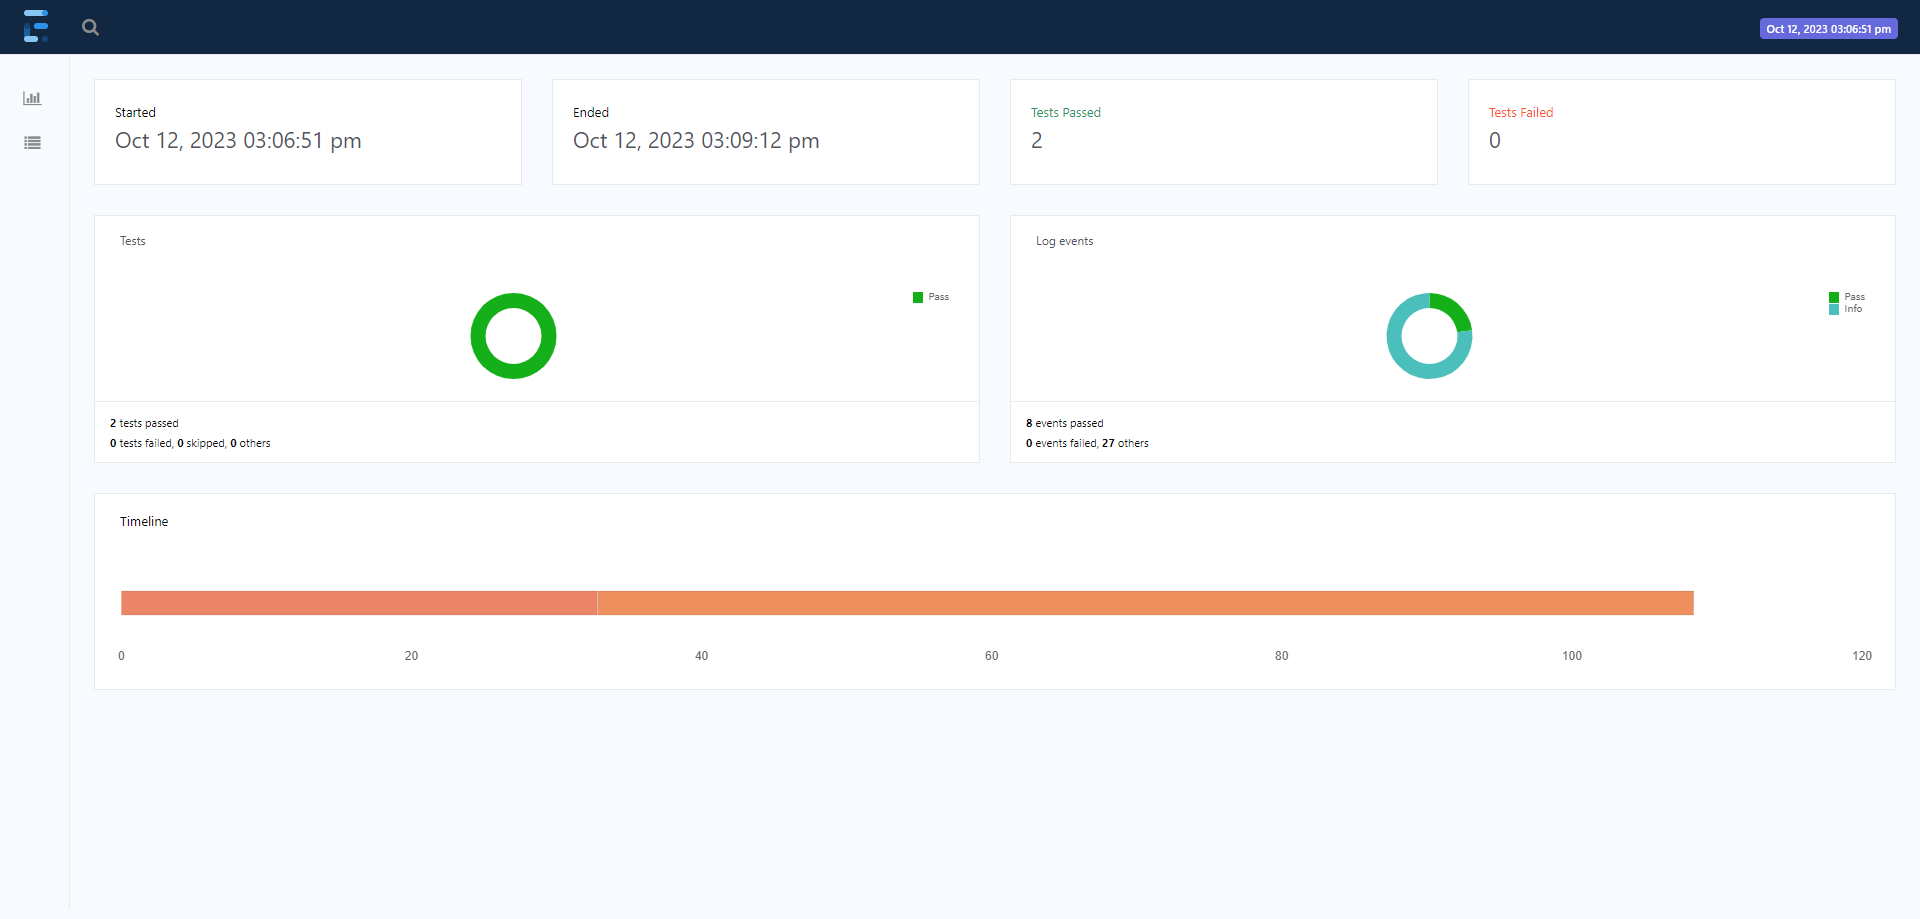 Oct 12, 2023 03:06:51 pm
Started
Oct 12, 2023 03:06:51 pm
Ended
Oct 12, 2023 03:09:12 pm
Tests Passed
2
Tests Failed
0
Tests
Pass
2 tests passed
0 tests failed, 0 skipped, 0 others
Log events
Pass
Info
8 events passed
0 events failed, 27 others
Timeline
0 20 40 60 80 100 120